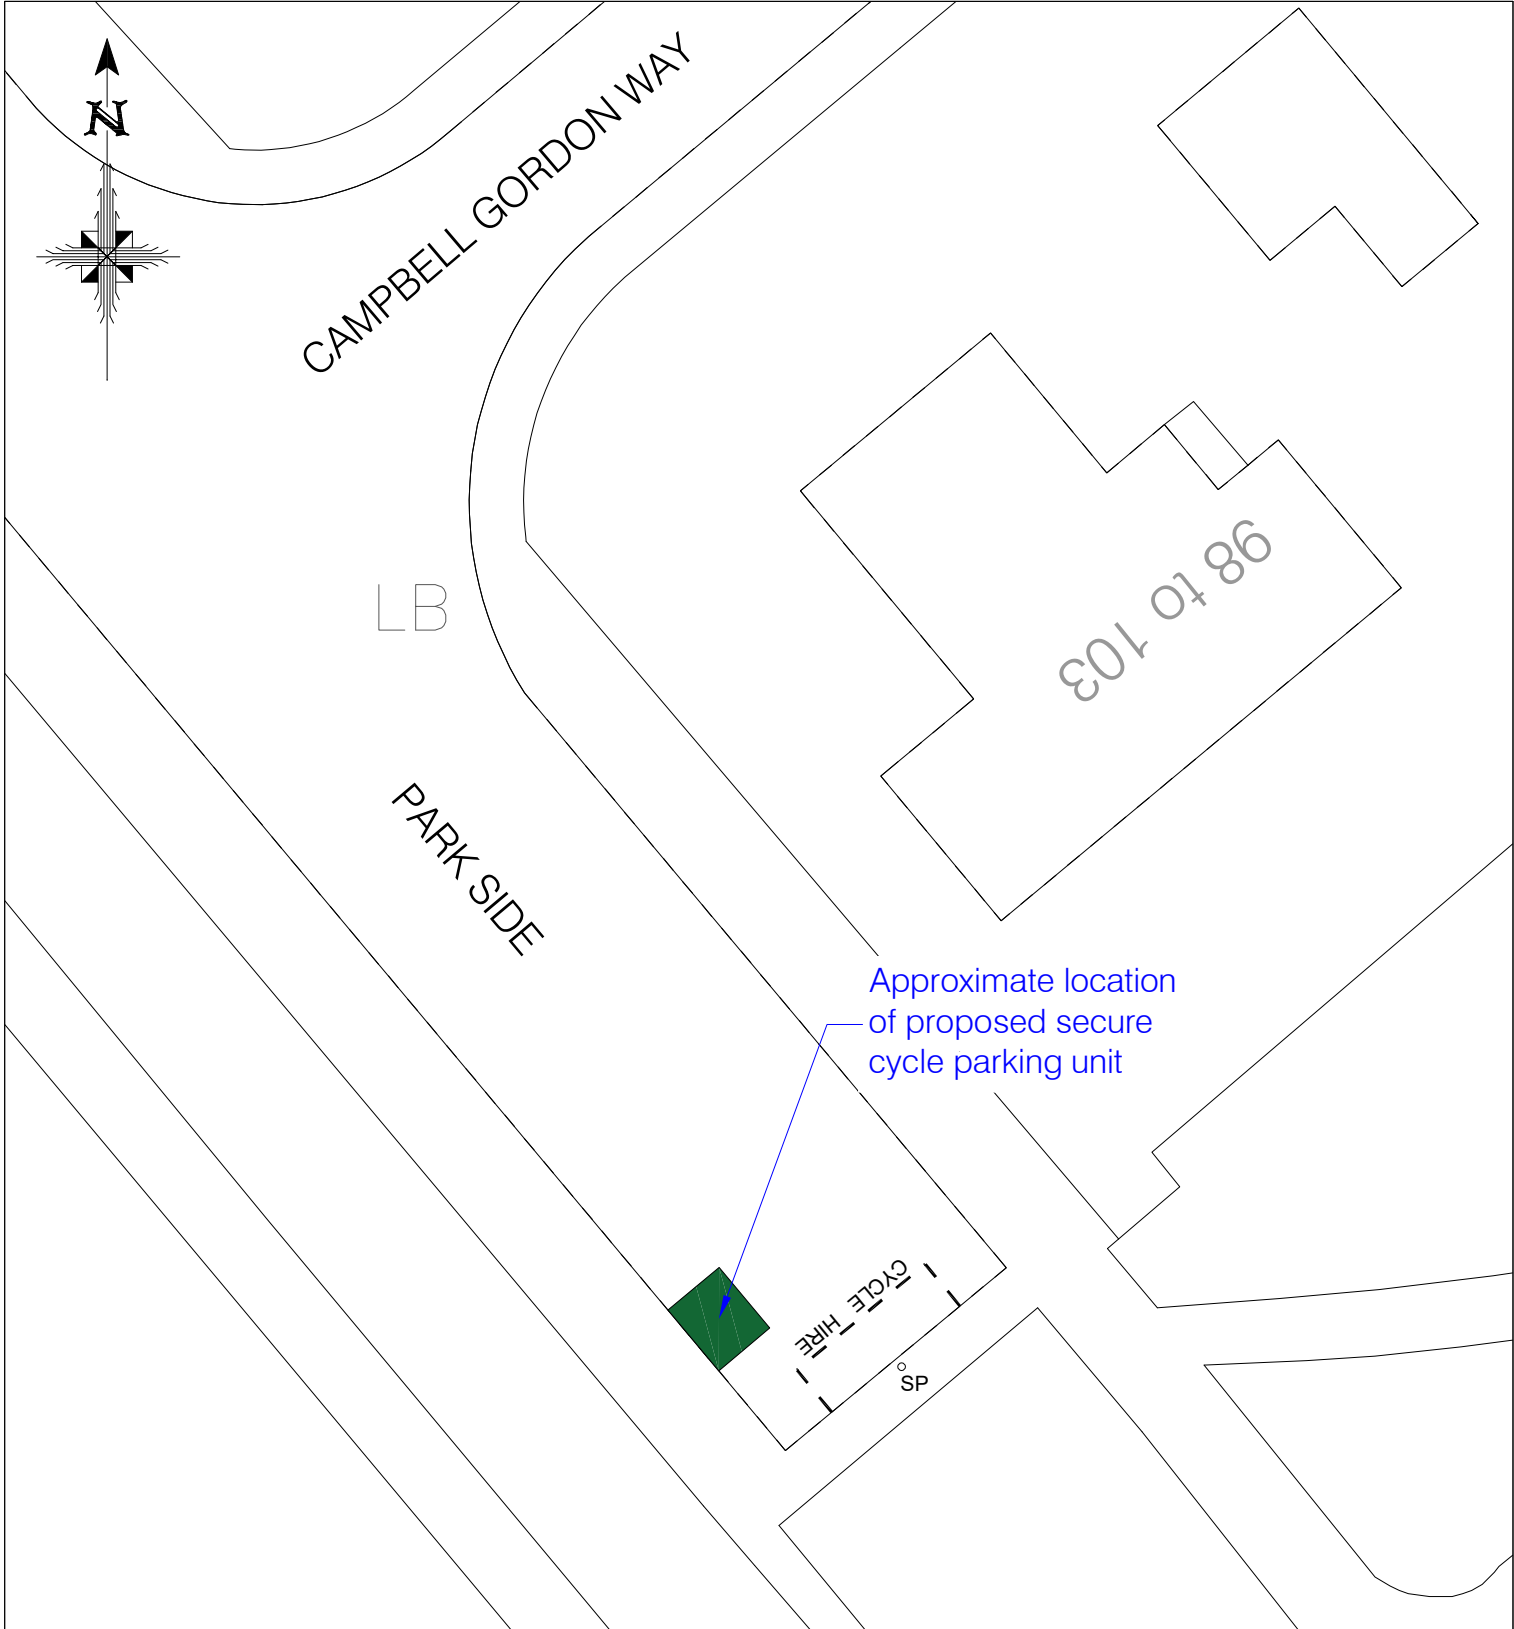 N
CAMPBELL GORDON WAY
98 to 103
LB
PARK SIDE
Approximate location
of proposed secure
cycle parking unit
CYCLE HIRE
SP